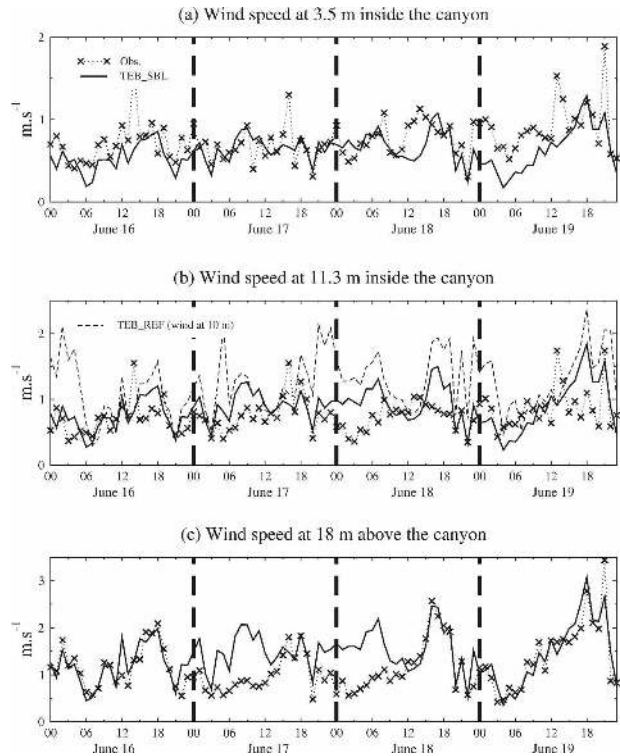 (a) Wind speed at 3.5 m inside the canyon
2
Obs.
TEB_SBL
1
m.s⁻¹
0
00 06 12 18 00 06 12 18 00 06 12 18 00 06 12 18
June 16 June 17 June 18 June 19
(b) Wind speed at 11.3 m inside the canyon
TEB_REF (wind at 10 m)
2
1
m.s⁻¹
0
00 06 12 18 00 06 12 18 00 06 12 18 00 06 12 18
June 16 June 17 June 18 June 19
(c) Wind speed at 18 m above the canyon
3
2
m.s⁻¹
1
0
00 06 12 18 00 06 12 18 00 06 12 18 00 06 12 18
June 16 June 17 June 18 June 19